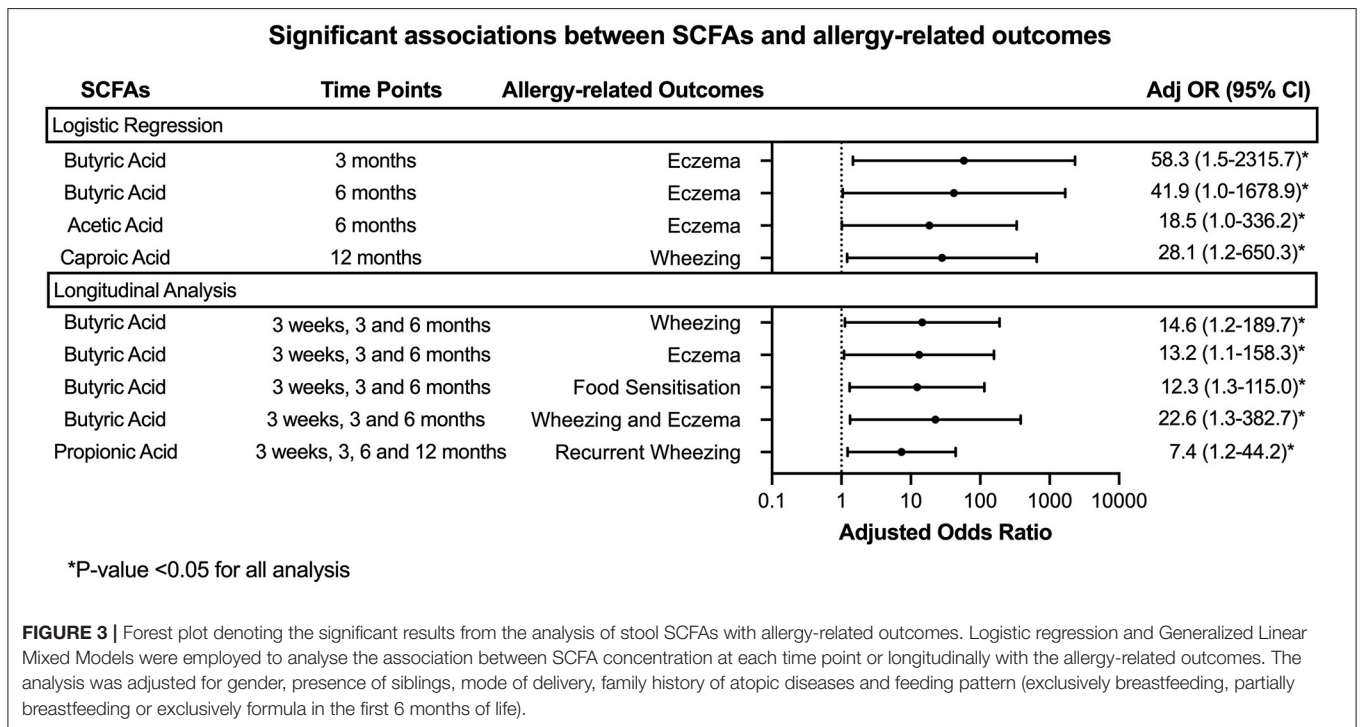 Significant associations between SCFAs and allergy-related outcomes
SCFAs Time Points Allergy-related Outcomes Adj OR (95% CI)
Logistic Regression
Butyric Acid 3 months Eczema 58.3 (1.5-2315.7)*
Butyric Acid 6 months Eczema 41.9 (1.0-1678.9)*
Acetic Acid 6 months Eczema 18.5 (1.0-336.2)*
Caproic Acid 12 months Wheezing 28.1 (1.2-650.3)*
Longitudinal Analysis
Butyric Acid 3 weeks, 3 and 6 months Wheezing 14.6 (1.2-189.7)*
Butyric Acid 3 weeks, 3 and 6 months Eczema 13.2 (1.1-158.3)*
Butyric Acid 3 weeks, 3 and 6 months Food Sensitisation 12.3 (1.3-115.0)*
Butyric Acid 3 weeks, 3 and 6 months Wheezing and Eczema 22.6 (1.3-382.7)*
Propionic Acid 3 weeks, 3, 6 and 12 months Recurrent Wheezing 7.4 (1.2-44.2)*
0.1 1 10 100 1000 10000
Adjusted Odds Ratio
*P-value <0.05 for all analysis
FIGURE 3 | Forest plot denoting the significant results from the analysis of stool SCFAs with allergy-related outcomes. Logistic regression and Generalized Linear
Mixed Models were employed to analyse the association between SCFA concentration at each time point or longitudinally with the allergy-related outcomes. The
analysis was adjusted for gender, presence of siblings, mode of delivery, family history of atopic diseases and feeding pattern (exclusively breastfeeding, partially
breastfeeding or exclusively formula in the first 6 months of life).